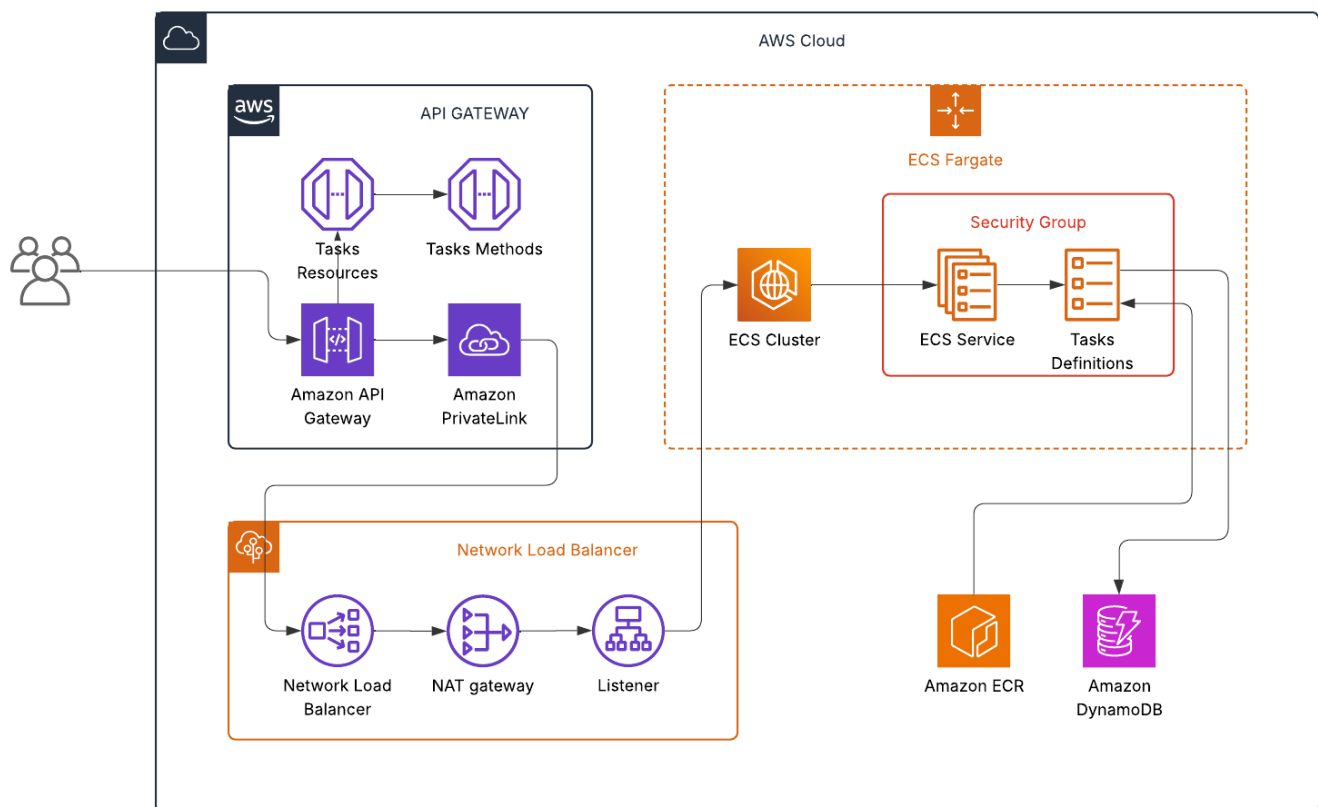 AWS Cloud
aws
API GATEWAY
Tasks
Resources
Tasks Methods
Amazon API
Gateway
Amazon
PrivateLink
ECS Fargate
Security Group
ECS Cluster
ECS Service
Tasks
Definitions
Network Load Balancer
Network Load
Balancer
NAT gateway
Listener
Amazon ECR
Amazon
DynamoDB